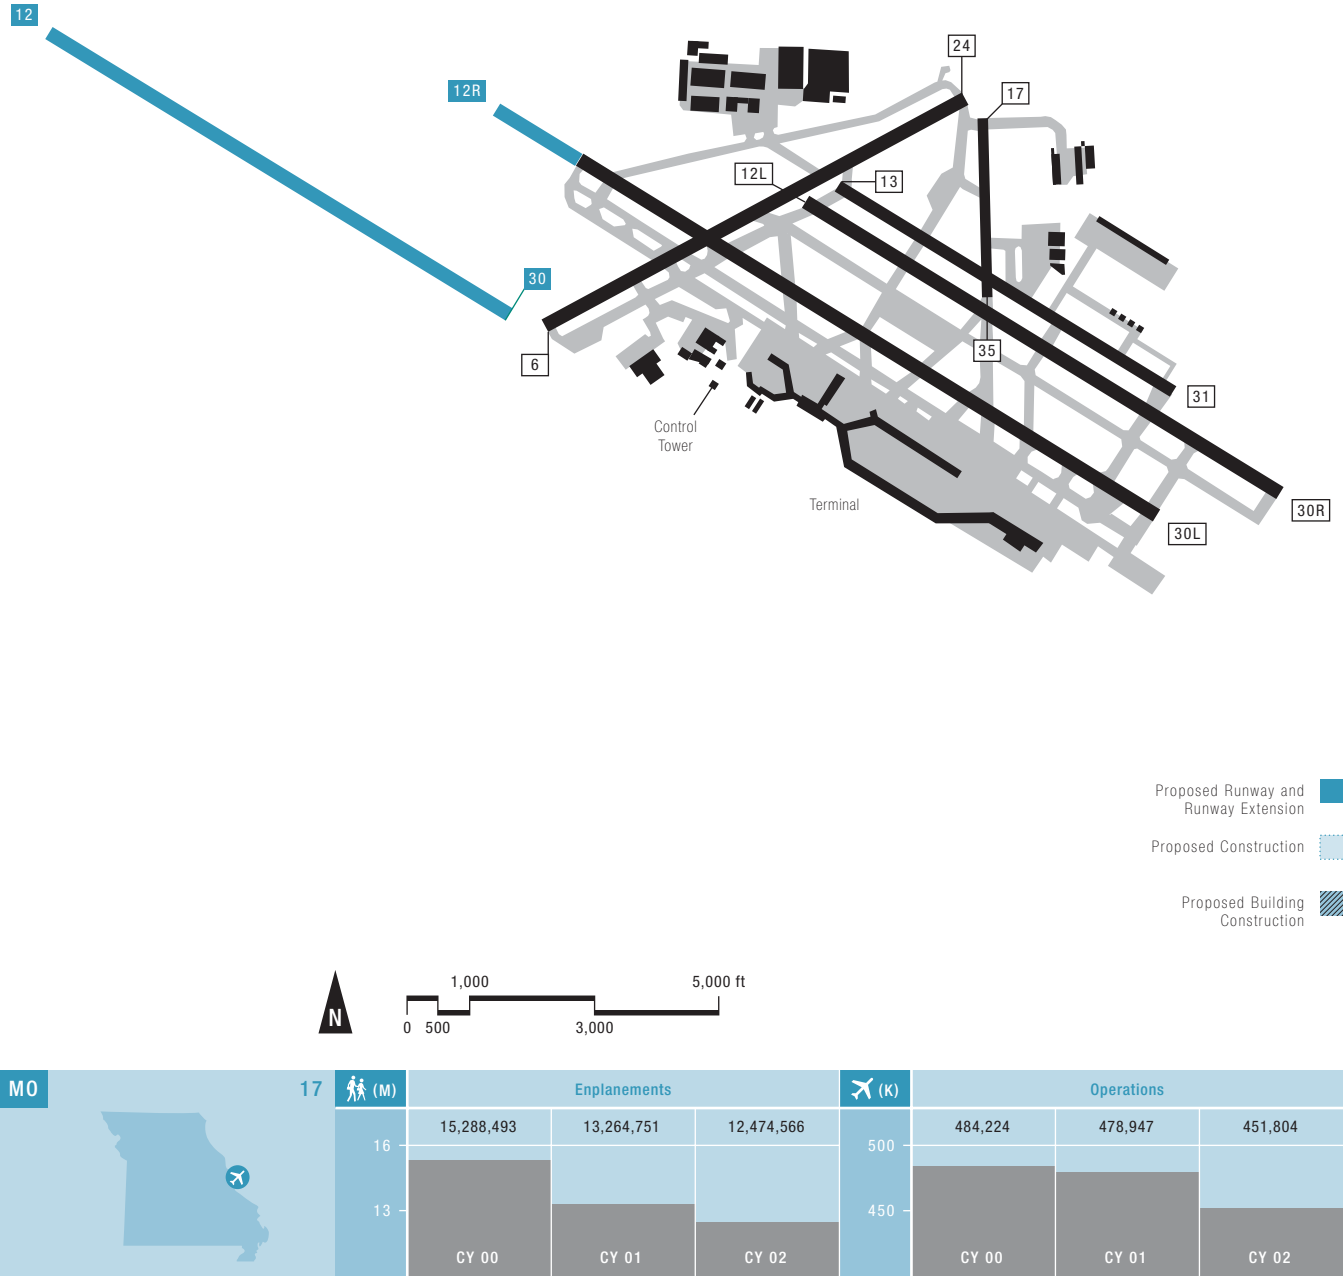 12
24
12R
17
12L
13
30
6
35
31
Control
Tower
Terminal
30R
30L
Proposed Runway and
Runway Extension
Proposed Construction
Proposed Building
Construction
N
1,000
5,000 ft
0
500
3,000
MO
17
(M)
Enplanements
(K)
Operations
15,288,493
13,264,751
12,474,566
484,224
478,947
451,804
16
500
13
450
CY 00
CY 01
CY 02
CY 00
CY 01
CY 02